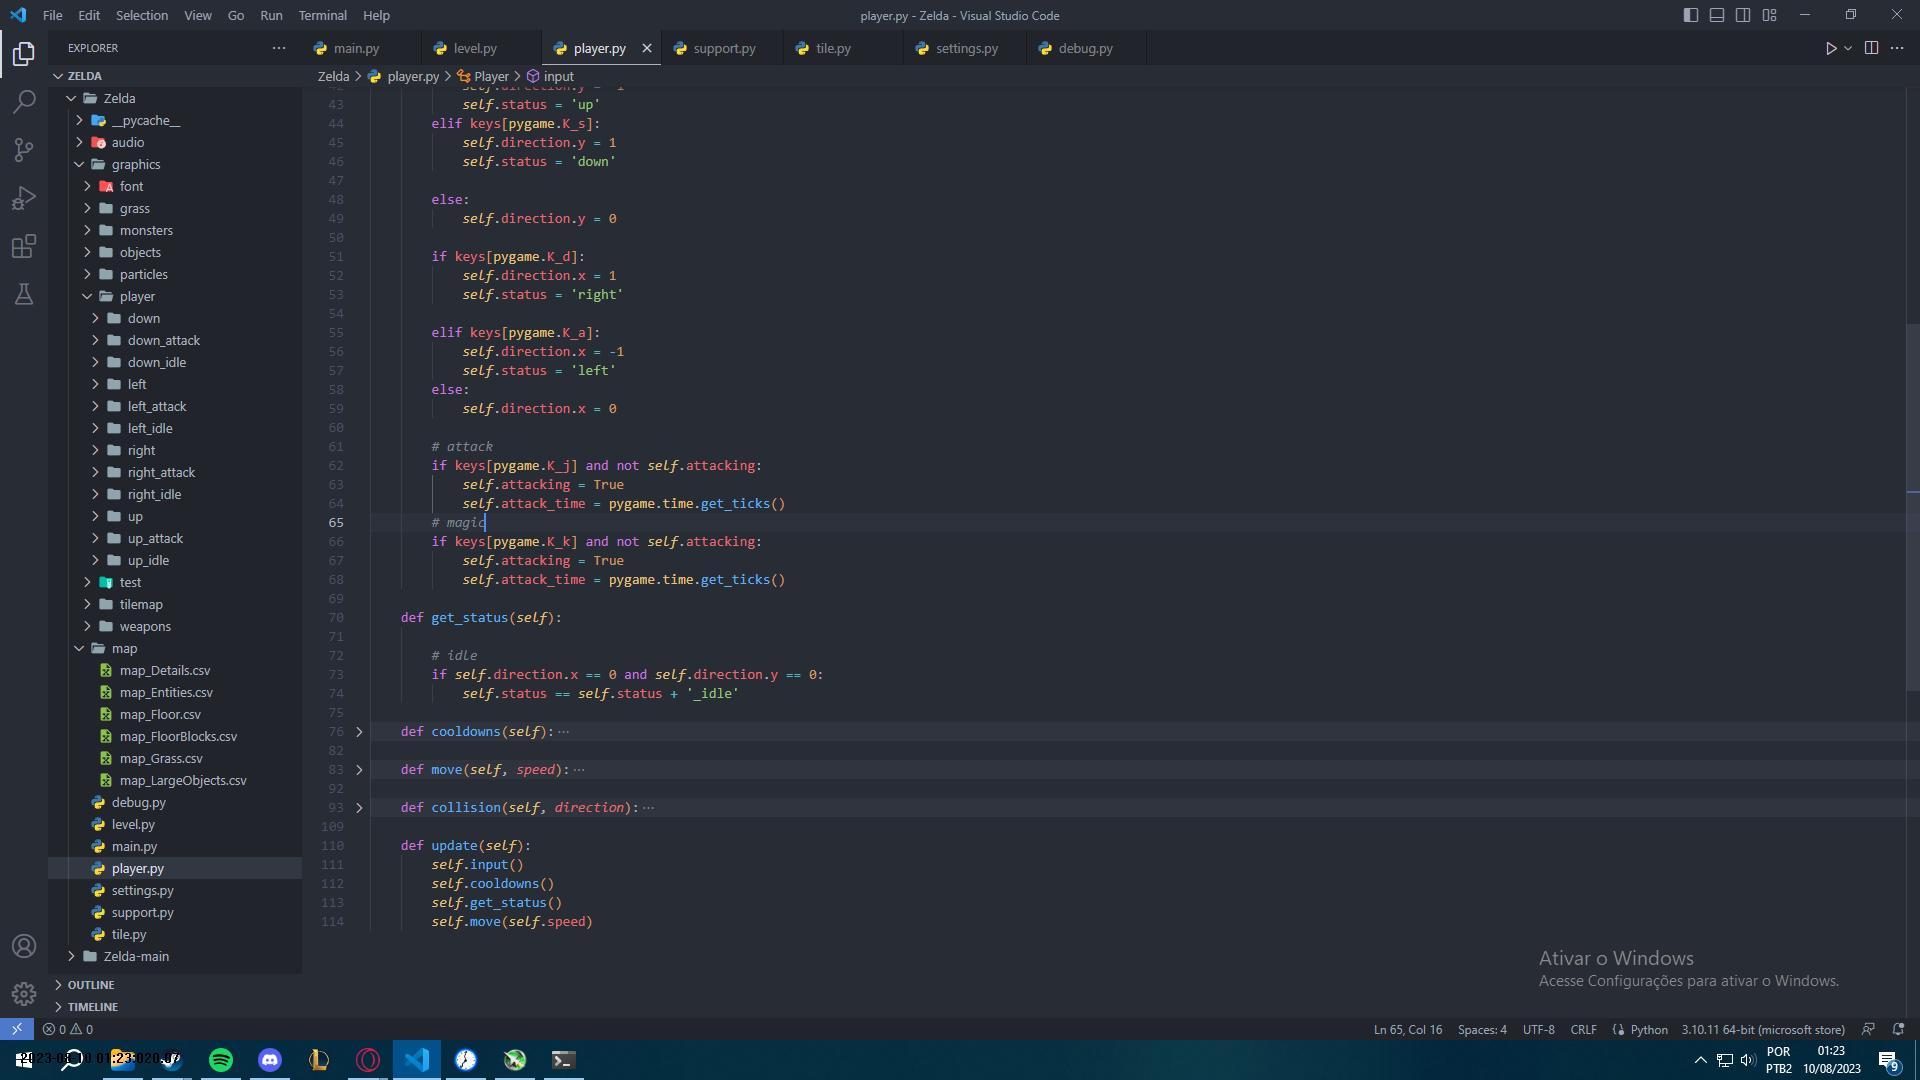 File Edit Selection View Go Run Terminal Help
player.py - Zelda - Visual Studio Code
EXPLORER
main.py level.py player.py support.py tile.py settings.py debug.py
ZELDA
Zelda > player.py > Player > input
Zelda
__pycache__
audio
graphics
font
grass
monsters
objects
particles
player
down
down_attack
down_idle
left
left_attack
left_idle
right
right_attack
right_idle
up
up_attack
up_idle
test
tilemap
weapons
map
map_Details.csv
map_Entities.csv
map_Floor.csv
map_FloorBlocks.csv
map_Grass.csv
map_LargeObjects.csv
debug.py
level.py
main.py
player.py
settings.py
support.py
tile.py
Zelda-main
OUTLINE
TIMELINE
43 self.status = 'up'
44 elif keys[pygame.K_s]:
45 self.direction.y = 1
46 self.status = 'down'
47
48 else:
49 self.direction.y = 0
50
51 if keys[pygame.K_d]:
52 self.direction.x = 1
53 self.status = 'right'
54
55 elif keys[pygame.K_a]:
56 self.direction.x = -1
57 self.status = 'left'
58 else:
59 self.direction.x = 0
60
61 # attack
62 if keys[pygame.K_j] and not self.attacking:
63 self.attacking = True
64 self.attack_time = pygame.time.get_ticks()
65 # magic
66 if keys[pygame.K_k] and not self.attacking:
67 self.attacking = True
68 self.attack_time = pygame.time.get_ticks()
69
70 def get_status(self):
71
72 # idle
73 if self.direction.x == 0 and self.direction.y == 0:
74 self.status == self.status + '_idle'
75
76 def cooldowns(self): ...
82
83 def move(self, speed): ...
92
93 def collision(self, direction): ...
109
110 def update(self):
111 self.input()
112 self.cooldowns()
113 self.get_status()
114 self.move(self.speed)
Ativar o Windows
Acesse Configurações para ativar o Windows.
0 0
Ln 65, Col 16 Spaces: 4 UTF-8 CRLF Python 3.10.11 64-bit (microsoft store)
POR
PTB2
01:23
10/08/2023
9